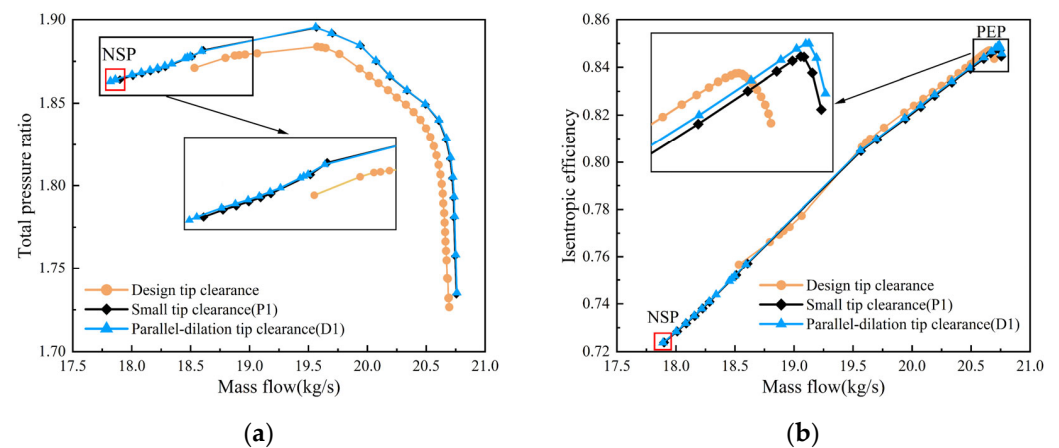 1.90
1.85
1.80
1.75
1.70
Total pressure ratio
NSP
Design tip clearance
Small tip clearance(P1)
Parallel-dilation tip clearance(D1)
17.5 18.0 18.5 19.0 19.5 20.0 20.5 21.0
Mass flow(kg/s)
(a)
0.86
0.84
0.82
0.80
0.78
0.76
0.74
0.72
Isentropic efficiency
PEP
NSP
Design tip clearance
Small tip clearance(P1)
Parallel-dilation tip clearance(D1)
17.5 18.0 18.5 19.0 19.5 20.0 20.5 21.0
Mass flow(kg/s)
(b)